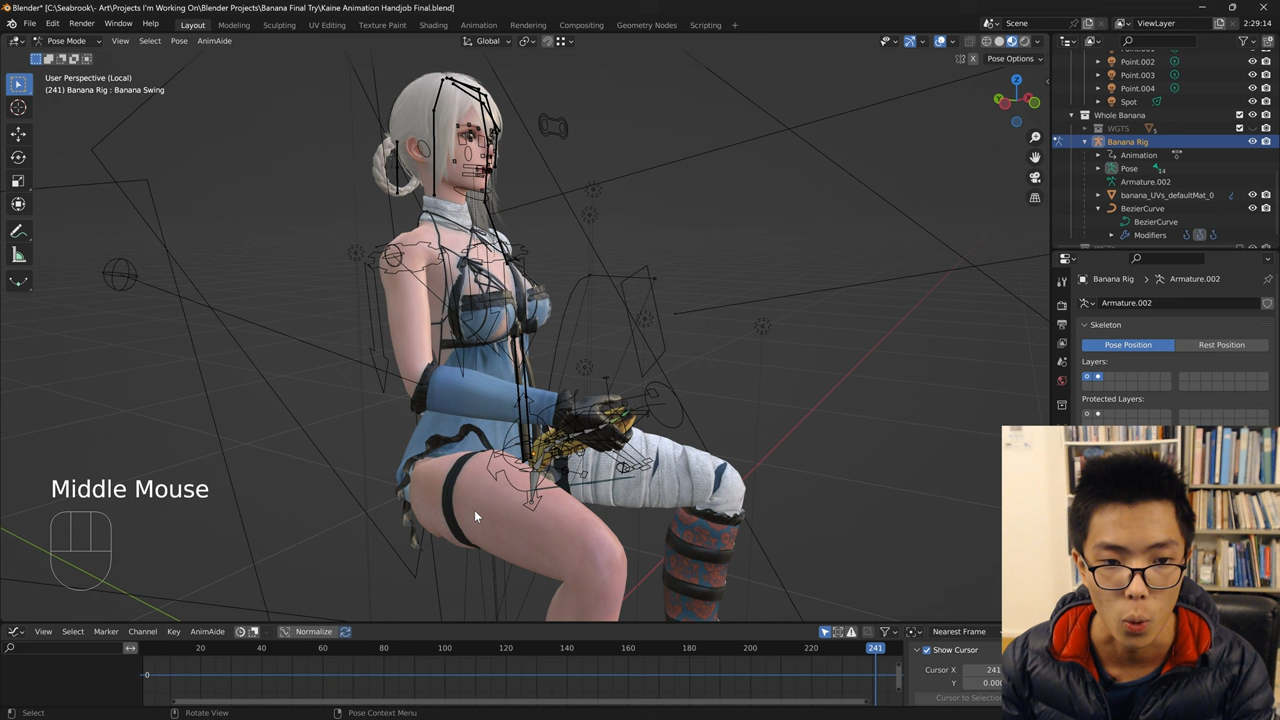 Blender* [C:\Seabrook\- Art\Projects I'm Working On\Blender Projects\Banana Final Try\Kaine Animation Handjob Final.blend]
File Edit Render Window Help Layout Modeling Sculpting UV Editing Texture Paint Shading Animation Rendering Compositing Geometry Nodes Scripting + Scene ViewLayer 2:29:14
Pose Mode View Select Pose AnimAide Global
X Pose Options
User Perspective (Local)
(241) Banana Rig : Banana Swing
Z
Point.002
Point.003
Point.004
Spot
Whole Banana
WGTS
Banana Rig
Animation
Pose
Armature.002
banana_UVs_defaultMat_0
BezierCurve
BezierCurve
Modifiers
Banana Rig > Armature.002
Armature.002
Skeleton
Pose Position Rest Position
Layers:
Protected Layers:
Middle Mouse
View Select Marker Channel Key AnimAide Normalize Nearest Frame
20 40 60 80 100 120 140 160 180 200 220 241
Show Cursor
Cursor X 241
Y 0.000
Cursor to Selection
0
Select Rotate View Pose Context Menu